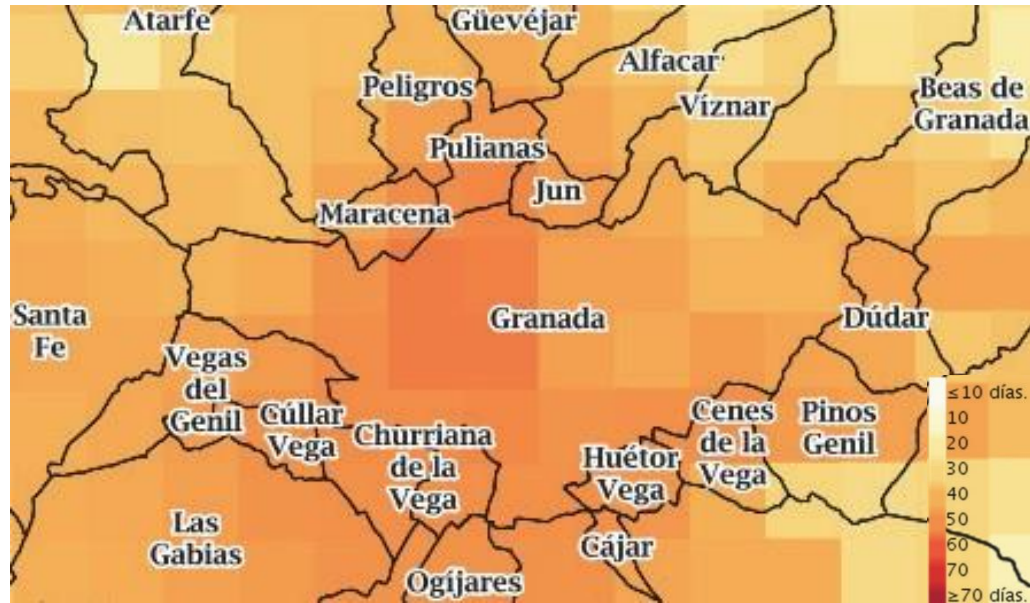 Atarfe
Güevéjar
Alfacar
Peligros
Víznar
Beas de
Granada
Pulianas
Jun
Maracena
Santa
Fe
Granada
Dúdar
Vegas
del
Genil
Cúllar
Vega
Churriana
de la
Vega
Huétor
Vega
Cenes
de la
Vega
Pinos
Genil
Las
Gabias
Ogíjares
Cájar
≤10 días.
10
20
30
40
50
60
70
≥70 días.